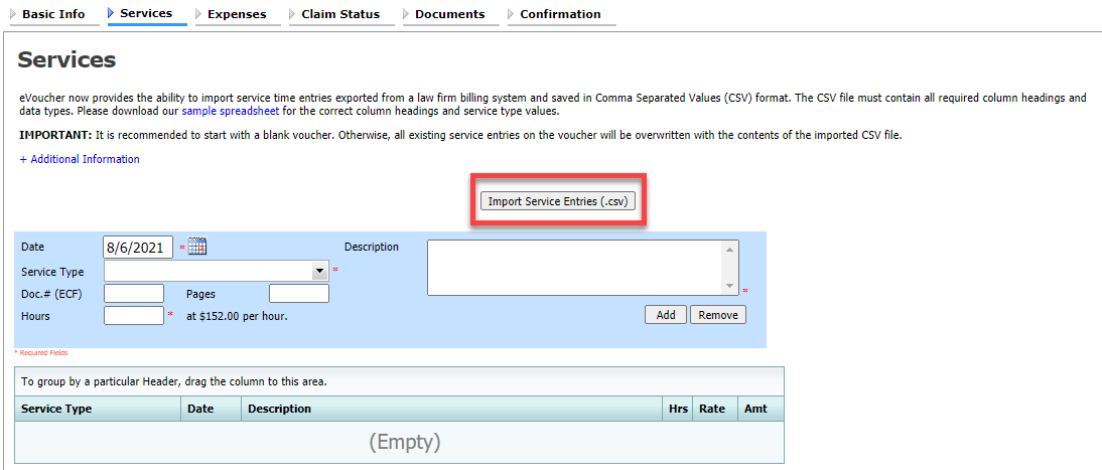 Basic Info Services Expenses Claim Status Documents Confirmation
Services
eVoucher now provides the ability to import service time entries exported from a law firm billing system and saved in Comma Separated Values (CSV) format. The CSV file must contain all required column headings and
data types. Please download our sample spreadsheet for the correct column headings and service type values.
IMPORTANT: It is recommended to start with a blank voucher. Otherwise, all existing service entries on the voucher will be overwritten with the contents of the imported CSV file.
+ Additional Information
Import Service Entries (.csv)
Date 8/6/2021 * Description
Service Type *
Doc.# (ECF) Pages *
Hours * at $152.00 per hour. Add Remove
* Required Fields
To group by a particular Header, drag the column to this area.
Service Type Date Description Hrs Rate Amt
(Empty)